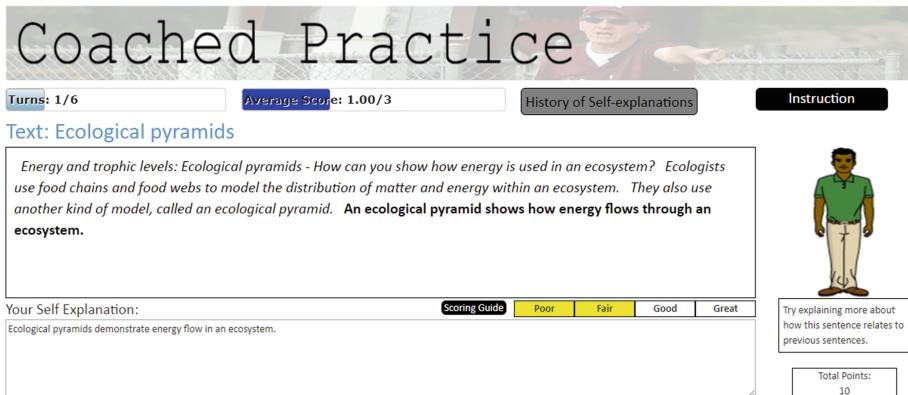 Coached Practice
Turns: 1/6
Average Score: 1.00/3
History of Self-explanations
Instruction
Text: Ecological pyramids
Energy and trophic levels: Ecological pyramids - How can you show how energy is used in an ecosystem? Ecologists
use food chains and food webs to model the distribution of matter and energy within an ecosystem. They also use
another kind of model, called an ecological pyramid. An ecological pyramid shows how energy flows through an
ecosystem.
Your Self Explanation:
Scoring Guide
Poor
Fair
Good
Great
Ecological pyramids demonstrate energy flow in an ecosystem.
Try explaining more about
how this sentence relates to
previous sentences.
Total Points:
10